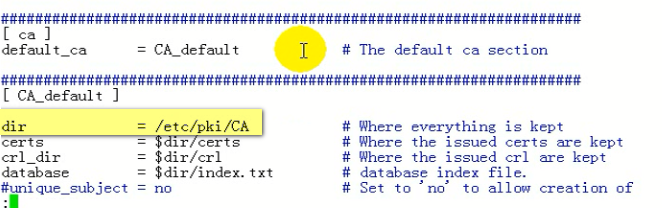 ####################################################################
[ ca ]
default_ca = CA_default # The default ca section
####################################################################
[ CA_default ]
dir = /etc/pki/CA # Where everything is kept
certs = $dir/certs # Where the issued certs are kept
crl_dir = $dir/crl # Where the issued crl are kept
database = $dir/index.txt # database index file.
#unique_subject = no # Set to 'no' to allow creation of
: